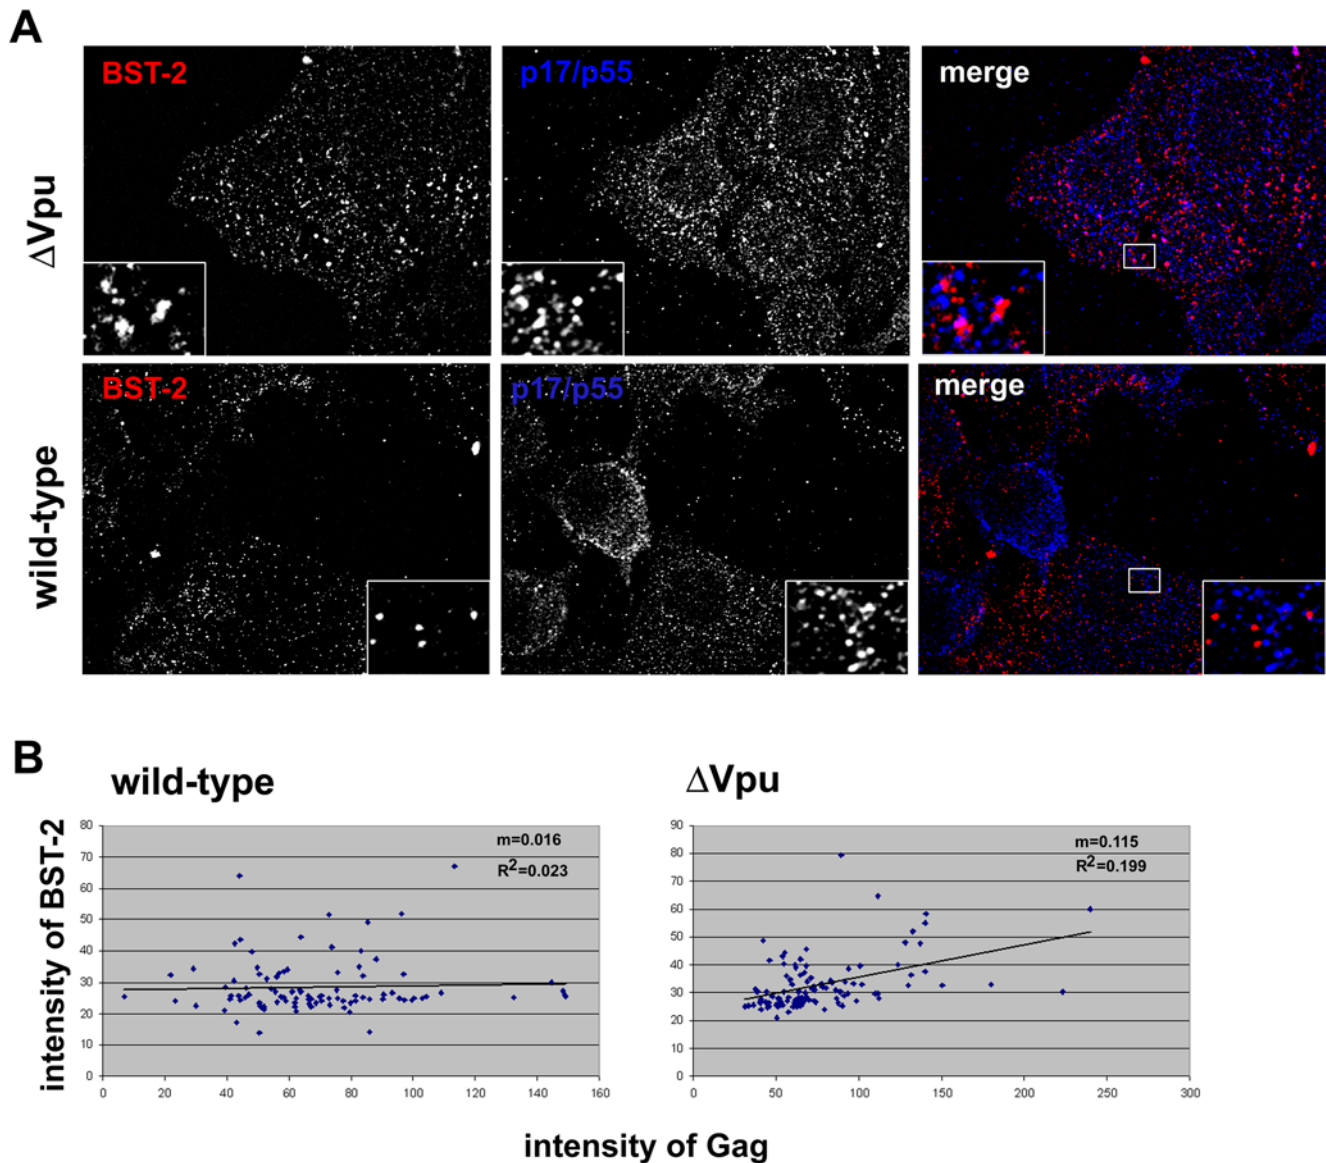 A
BST-2 p17/p55 merge
ΔVpu
BST-2 p17/p55 merge
wild-type
B
wild-type ΔVpu
intensity of BST-2
80
70
60
50
40
30
20
10
0
0 20 40 60 80 100 120 140 160
m=0.016
R2=0.023
90
80
70
60
50
40
30
20
10
0
0 50 100 150 200 250 300
m=0.115
R2=0.199
intensity of Gag